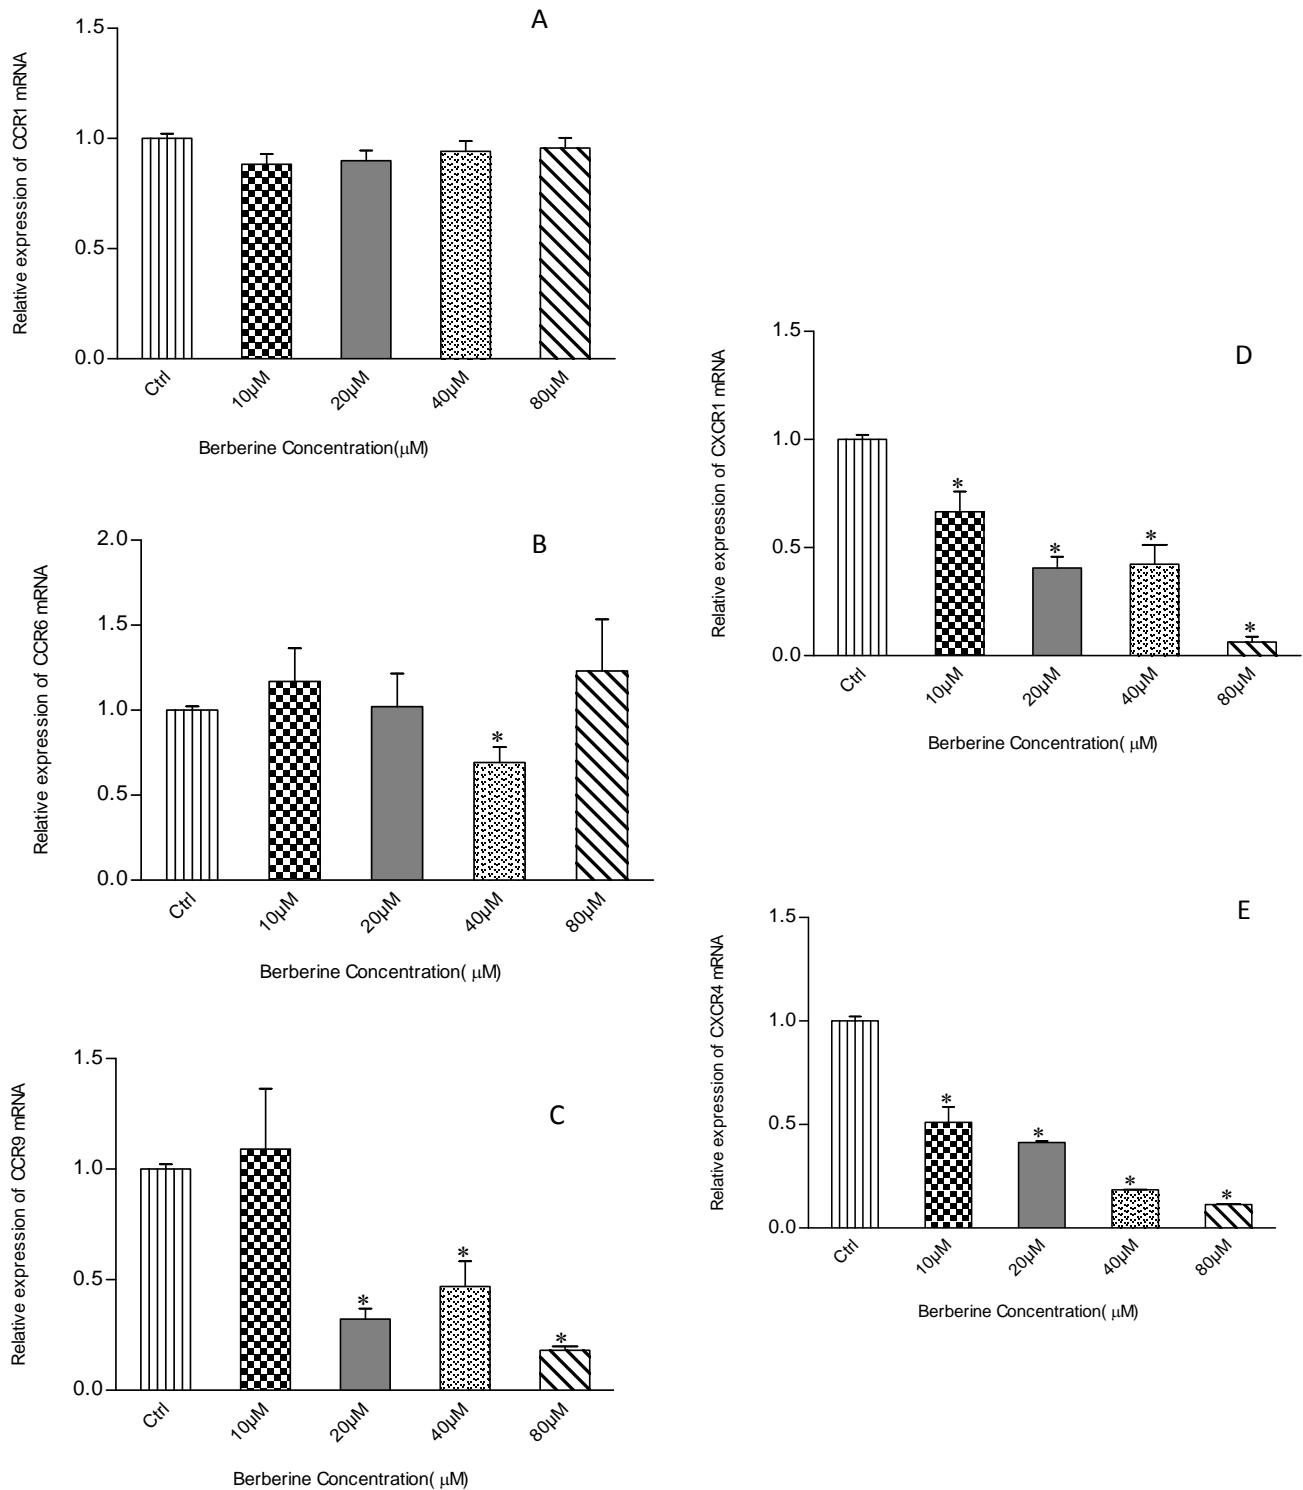 A
Relative expression of CCR1 mRNA
1.5
1.0
0.5
0.0
Ctrl
10μM
20μM
40μM
80μM
Berberine Concentration(μM)
B
Relative expression of CCR6 mRNA
2.0
1.5
1.0
0.5
0.0
*
Ctrl
10μM
20μM
40μM
80μM
Berberine Concentration( μM)
C
Relative expression of CCR9 mRNA
1.5
1.0
0.5
0.0
*
*
*
Ctrl
10μM
20μM
40μM
80μM
Berberine Concentration( μM)
D
Relative expression of CXCR1 mRNA
1.5
1.0
0.5
0.0
*
*
*
*
Ctrl
10μM
20μM
40μM
80μM
Berberine Concentration( μM)
E
Relative expression of CXCR4 mRNA
1.5
1.0
0.5
0.0
*
*
*
*
Ctrl
10μM
20μM
40μM
80μM
Berberine Concentration( μM)